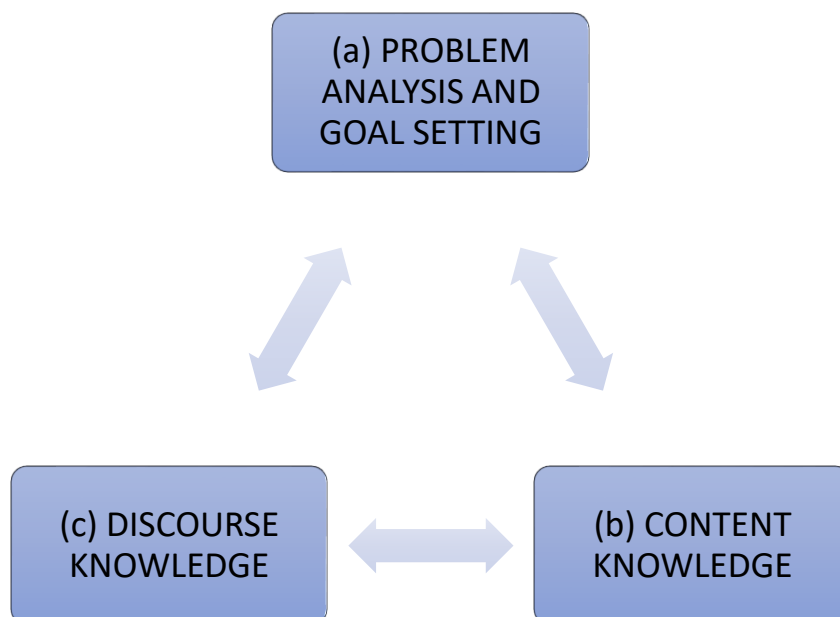 (a) PROBLEM
ANALYSIS AND
GOAL SETTING
(c) DISCOURSE
KNOWLEDGE
(b) CONTENT
KNOWLEDGE